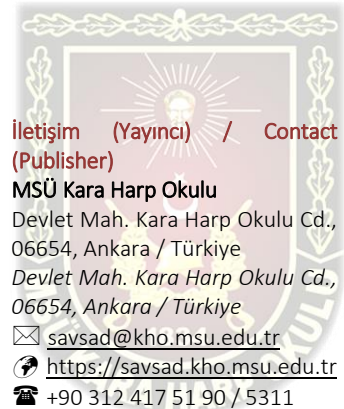 İletişim (Yayıncı) / Contact
(Publisher)
MSÜ Kara Harp Okulu
Devlet Mah. Kara Harp Okulu Cd.,
06654, Ankara / Türkiye
Devlet Mah. Kara Harp Okulu Cd.,
06654, Ankara / Türkiye
savsad@kho.msu.edu.tr
https://savsad.kho.msu.edu.tr
+90 312 417 51 90 / 5311